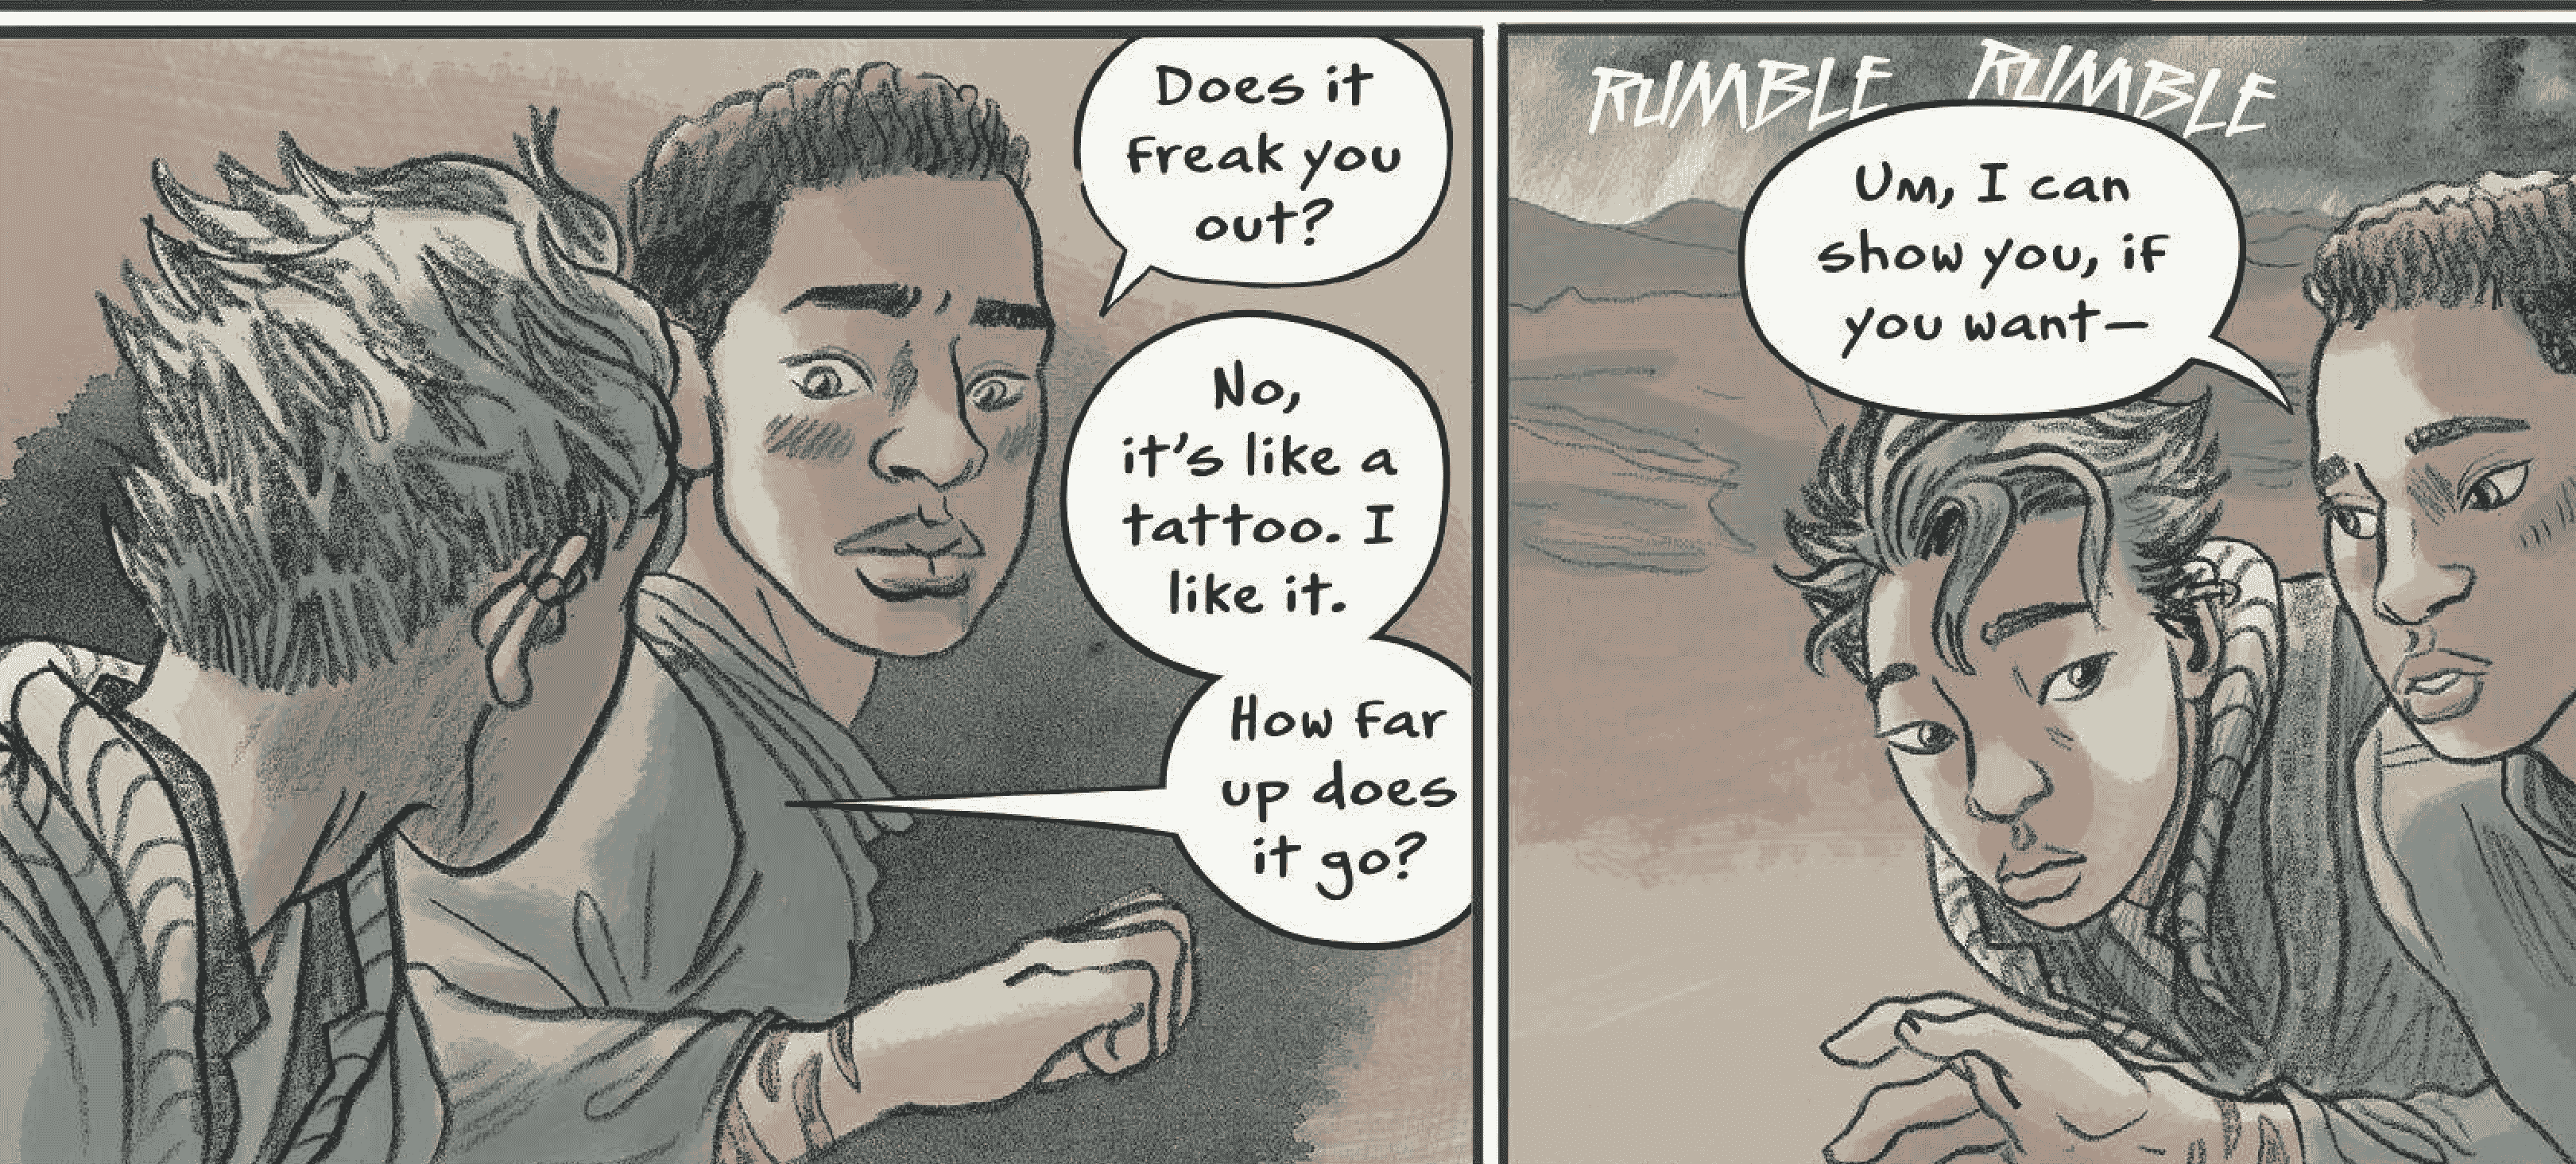 Does it
freak you
out?
No,
it's like a
tattoo. I
like it.
How far
up does
it go?
RUMBLE RUMBLE
Um, I can
show you, if
you want—